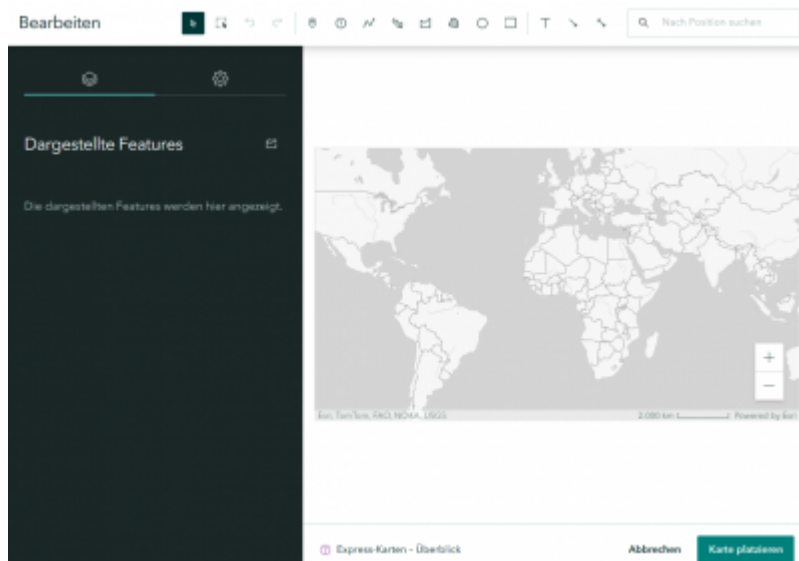 Bearbeiten
Nach Position suchen
Dargestellte Features
Die dargestellten Features werden hier angezeigt.
Esri, TomTom, FAO, NOAA, USGS
2.000 km
Powered by Esri
Express-Karten – Überblick
Abbrechen
Karte platzieren